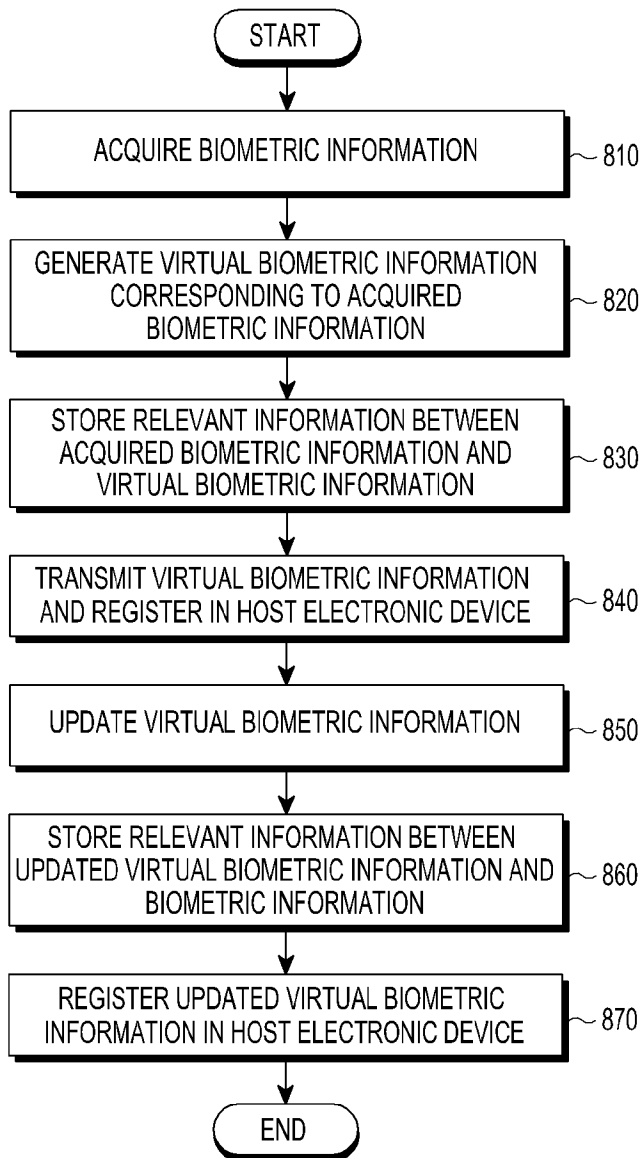 START
ACQUIRE BIOMETRIC INFORMATION
810
GENERATE VIRTUAL BIOMETRIC INFORMATION
CORRESPONDING TO ACQUIRED
BIOMETRIC INFORMATION
820
STORE RELEVANT INFORMATION BETWEEN
ACQUIRED BIOMETRIC INFORMATION AND
VIRTUAL BIOMETRIC INFORMATION
830
TRANSMIT VIRTUAL BIOMETRIC INFORMATION
AND REGISTER IN HOST ELECTRONIC DEVICE
840
UPDATE VIRTUAL BIOMETRIC INFORMATION
850
STORE RELEVANT INFORMATION BETWEEN
UPDATED VIRTUAL BIOMETRIC INFORMATION AND
BIOMETRIC INFORMATION
860
REGISTER UPDATED VIRTUAL BIOMETRIC
INFORMATION IN HOST ELECTRONIC DEVICE
870
END